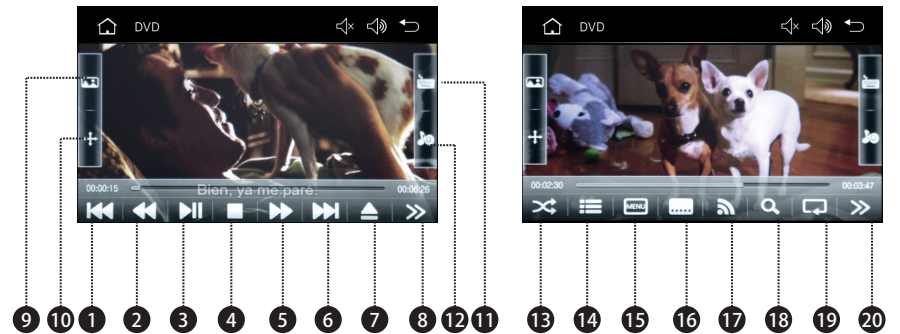 DVD
DVD
00:00:15 Bien, ya me paré. 00:06:26
00:02:30 00:03:47
MENU
9 10 1 2 3 4 5 6 7 8 12 11 13 14 15 16 17 18 19 20